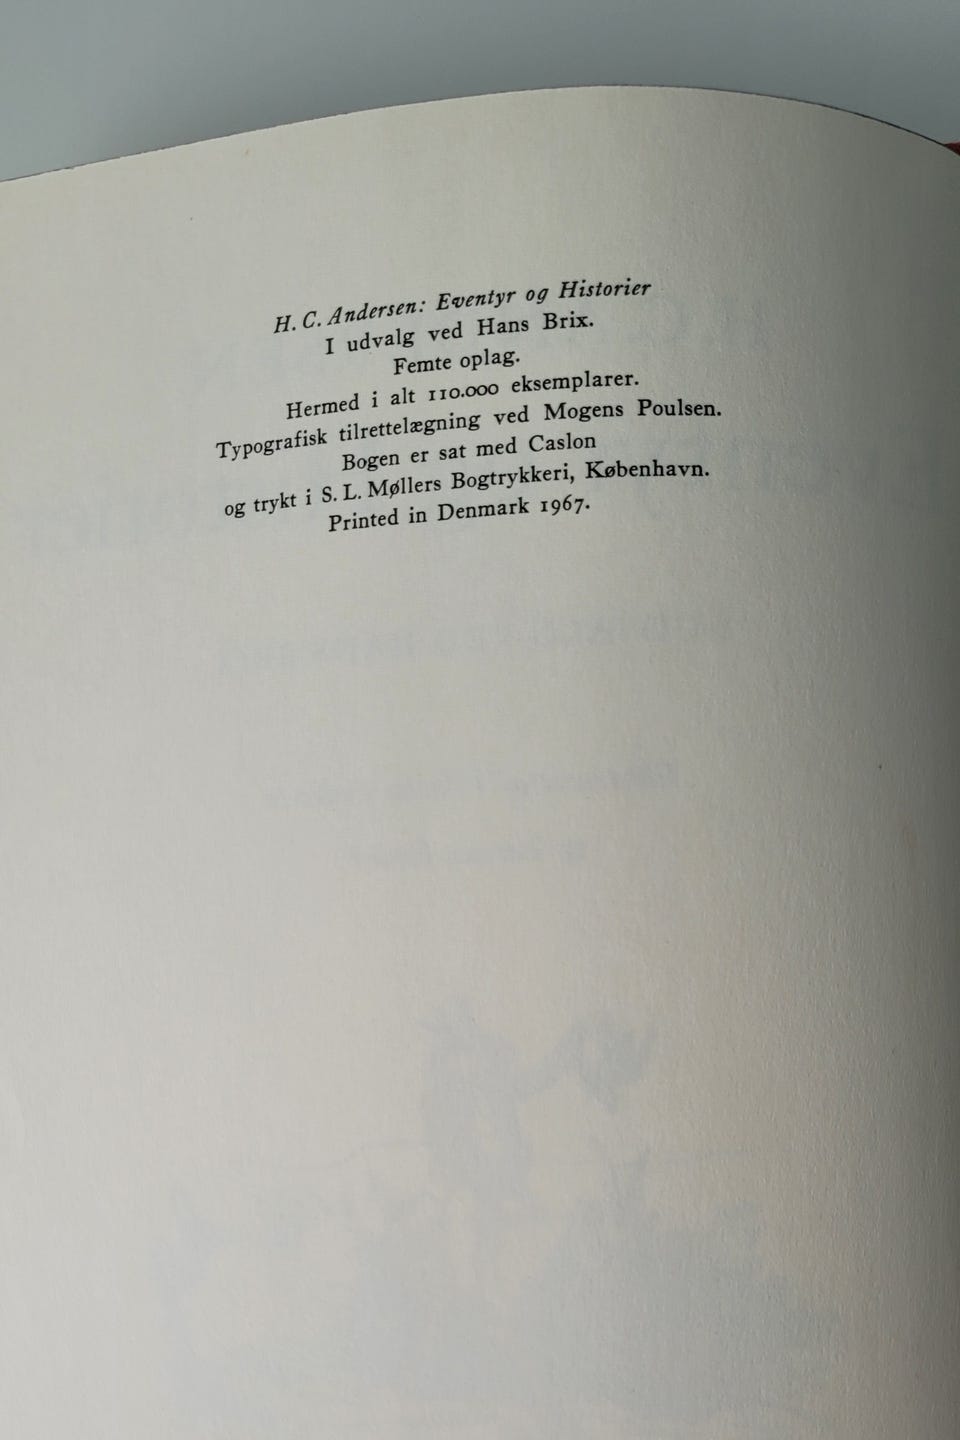 H. C. Andersen: Eventyr og Historier
I udvalg ved Hans Brix.
Femte oplag.
Hermed i alt 110.000 eksemplarer.
Typografisk tilrettelægning ved Mogens Poulsen.
Bogen er sat med Caslon
og trykt i S. L. Møllers Bogtrykkeri, København.
Printed in Denmark 1967.